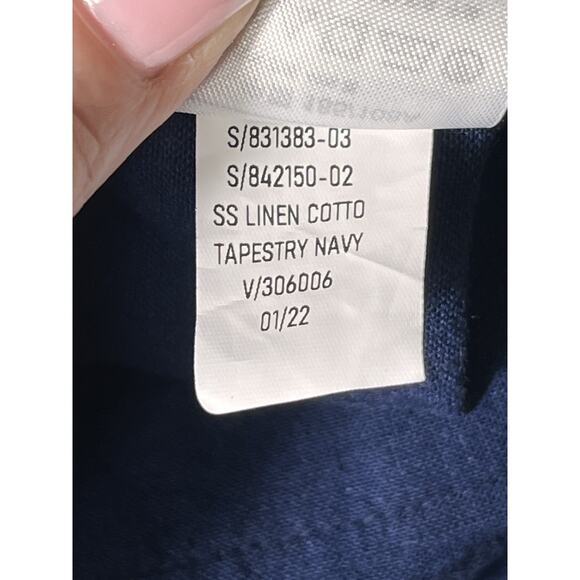 S/831383-03
S/842150-02
SS LINEN COTTO
TAPESTRY NAVY
V/306006
01/22